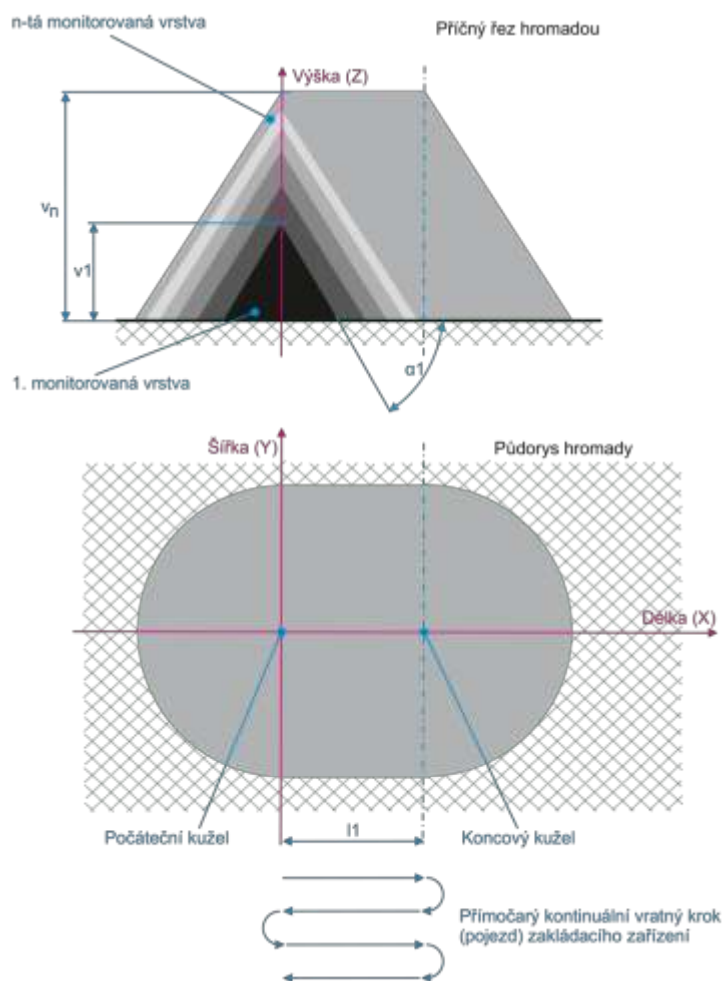 n-tá monitorovaná vrstva
Příčný řez hromadou
Výška (Z)
vn
v1
α1
1. monitorovaná vrstva
Šířka (Y)
Půdorys hromady
Délka (X)
Počáteční kužel
l1
Koncový kužel
Přímočarý kontinuální vratný krok
(pojezd) zakládacího zařízení